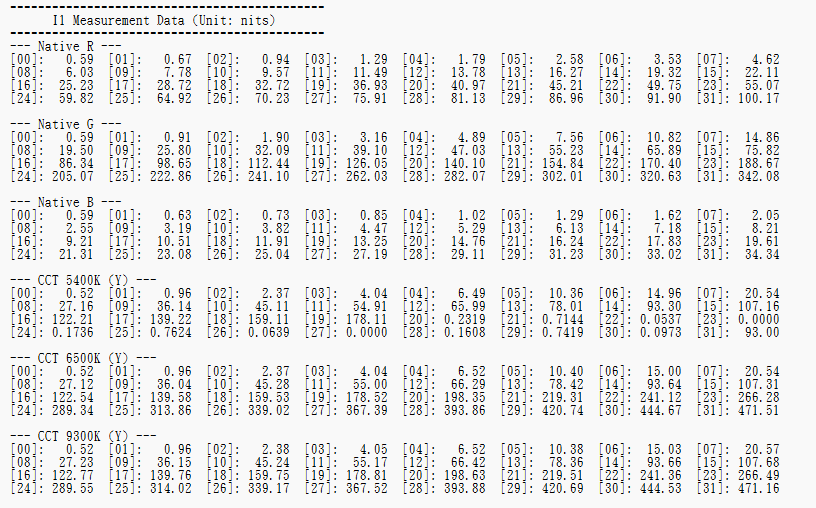 ----------------------------------------------
I1 Measurement Data (Unit: nits)
----------------------------------------------
--- Native R ---
[00]: 0.59 [01]: 0.67 [02]: 0.94 [03]: 1.29 [04]: 1.79 [05]: 2.58 [06]: 3.53 [07]: 4.62
[08]: 6.03 [09]: 7.78 [10]: 9.57 [11]: 11.49 [12]: 13.78 [13]: 16.27 [14]: 19.32 [15]: 22.11
[16]: 25.23 [17]: 28.72 [18]: 32.72 [19]: 36.93 [20]: 40.97 [21]: 45.21 [22]: 49.75 [23]: 55.07
[24]: 59.82 [25]: 64.92 [26]: 70.23 [27]: 75.91 [28]: 81.13 [29]: 86.96 [30]: 91.90 [31]: 100.17
--- Native G ---
[00]: 0.59 [01]: 0.91 [02]: 1.90 [03]: 3.16 [04]: 4.89 [05]: 7.56 [06]: 10.82 [07]: 14.86
[08]: 19.50 [09]: 25.80 [10]: 32.09 [11]: 39.10 [12]: 47.03 [13]: 55.23 [14]: 65.89 [15]: 75.82
[16]: 86.34 [17]: 98.65 [18]: 112.44 [19]: 126.05 [20]: 140.10 [21]: 154.84 [22]: 170.40 [23]: 188.67
[24]: 205.07 [25]: 222.86 [26]: 241.10 [27]: 262.03 [28]: 282.07 [29]: 302.01 [30]: 320.63 [31]: 342.08
--- Native B ---
[00]: 0.59 [01]: 0.63 [02]: 0.73 [03]: 0.85 [04]: 1.02 [05]: 1.29 [06]: 1.62 [07]: 2.05
[08]: 2.55 [09]: 3.19 [10]: 3.82 [11]: 4.47 [12]: 5.29 [13]: 6.13 [14]: 7.18 [15]: 8.21
[16]: 9.21 [17]: 10.51 [18]: 11.91 [19]: 13.25 [20]: 14.76 [21]: 16.24 [22]: 17.83 [23]: 19.61
[24]: 21.31 [25]: 23.08 [26]: 25.04 [27]: 27.19 [28]: 29.11 [29]: 31.23 [30]: 33.02 [31]: 34.34
--- CCT 5400K (Y) ---
[00]: 0.52 [01]: 0.96 [02]: 2.37 [03]: 4.04 [04]: 6.49 [05]: 10.36 [06]: 14.96 [07]: 20.54
[08]: 27.16 [09]: 36.14 [10]: 45.11 [11]: 54.91 [12]: 65.99 [13]: 78.01 [14]: 93.30 [15]: 107.16
[16]: 122.21 [17]: 139.22 [18]: 159.11 [19]: 178.11 [20]: 0.2319 [21]: 0.7144 [22]: 0.0537 [23]: 0.0000
[24]: 0.1736 [25]: 0.7624 [26]: 0.0639 [27]: 0.0000 [28]: 0.1608 [29]: 0.7419 [30]: 0.0973 [31]: 93.00
--- CCT 6500K (Y) ---
[00]: 0.52 [01]: 0.96 [02]: 2.37 [03]: 4.04 [04]: 6.52 [05]: 10.40 [06]: 15.00 [07]: 20.54
[08]: 27.12 [09]: 36.04 [10]: 45.28 [11]: 55.00 [12]: 66.29 [13]: 78.42 [14]: 93.64 [15]: 107.31
[16]: 122.54 [17]: 139.58 [18]: 159.53 [19]: 178.52 [20]: 198.35 [21]: 219.31 [22]: 241.12 [23]: 266.28
[24]: 289.34 [25]: 313.86 [26]: 339.02 [27]: 367.39 [28]: 393.86 [29]: 420.74 [30]: 444.67 [31]: 471.51
--- CCT 9300K (Y) ---
[00]: 0.52 [01]: 0.96 [02]: 2.38 [03]: 4.05 [04]: 6.52 [05]: 10.38 [06]: 15.03 [07]: 20.57
[08]: 27.23 [09]: 36.15 [10]: 45.24 [11]: 55.17 [12]: 66.42 [13]: 78.36 [14]: 93.66 [15]: 107.68
[16]: 122.77 [17]: 139.76 [18]: 159.75 [19]: 178.81 [20]: 198.63 [21]: 219.51 [22]: 241.36 [23]: 266.49
[24]: 289.55 [25]: 314.02 [26]: 339.17 [27]: 367.52 [28]: 393.88 [29]: 420.69 [30]: 444.53 [31]: 471.16